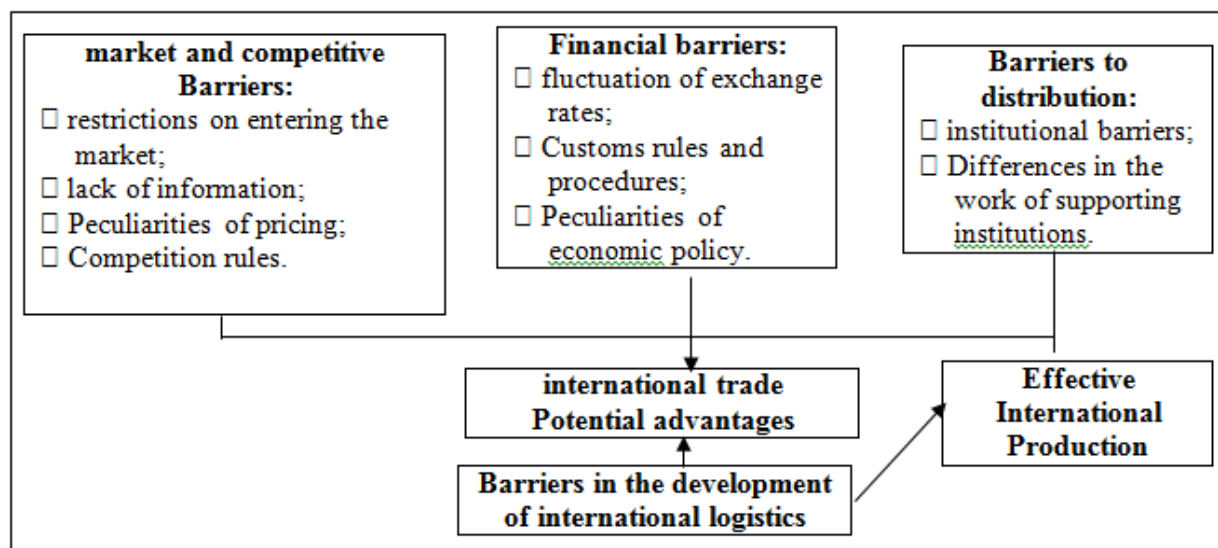 market and competitive
Barriers:
□ restrictions on entering the
market;
□ lack of information;
□ Peculiarities of pricing;
□ Competition rules.
Financial barriers:
□ fluctuation of exchange
rates;
□ Customs rules and
procedures;
□ Peculiarities of
economic policy.
Barriers to
distribution:
□ institutional barriers;
□ Differences in the
work of supporting
institutions.
international trade
Potential advantages
Effective
International
Production
Barriers in the development
of international logistics